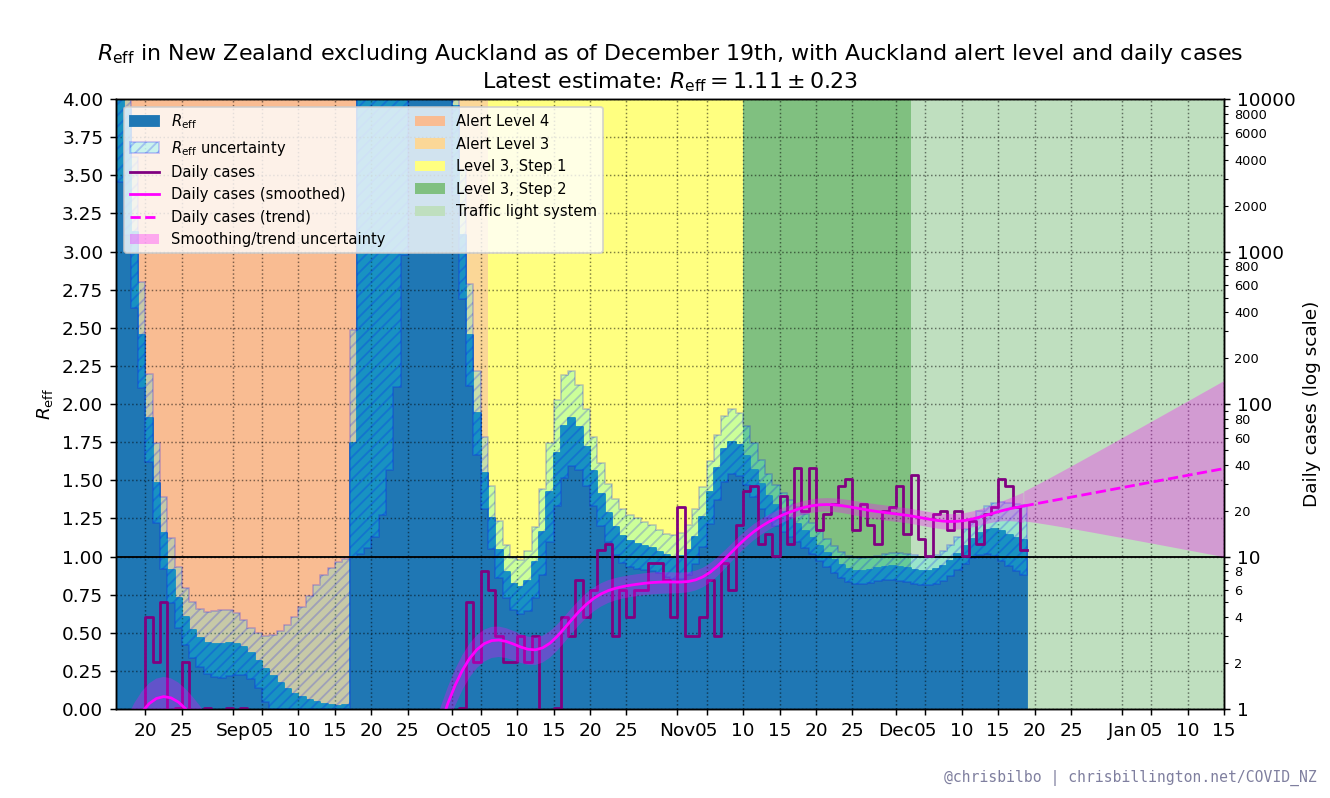 Reff in New Zealand excluding Auckland as of December 19th, with Auckland alert level and daily cases
Latest estimate: Reff = 1.11 ± 0.23
Reff
Reff uncertainty
Daily cases
Daily cases (smoothed)
Daily cases (trend)
Smoothing/trend uncertainty
Alert Level 4
Alert Level 3
Level 3, Step 1
Level 3, Step 2
Traffic light system
Reff
4.00
3.75
3.50
3.25
3.00
2.75
2.50
2.25
2.00
1.75
1.50
1.25
1.00
0.75
0.50
0.25
0.00
10000
8000
6000
4000
2000
1000
800
600
400
200
100
80
60
40
20
10
8
6
4
2
1
Daily cases (log scale)
20 25 Sep 05 10 15 20 25 Oct 05 10 15 20 25 Nov 05 10 15 20 25 Dec 05 10 15 20 25 Jan 05 10 15
@chrisbilbo | chrisbillington.net/COVID_NZ